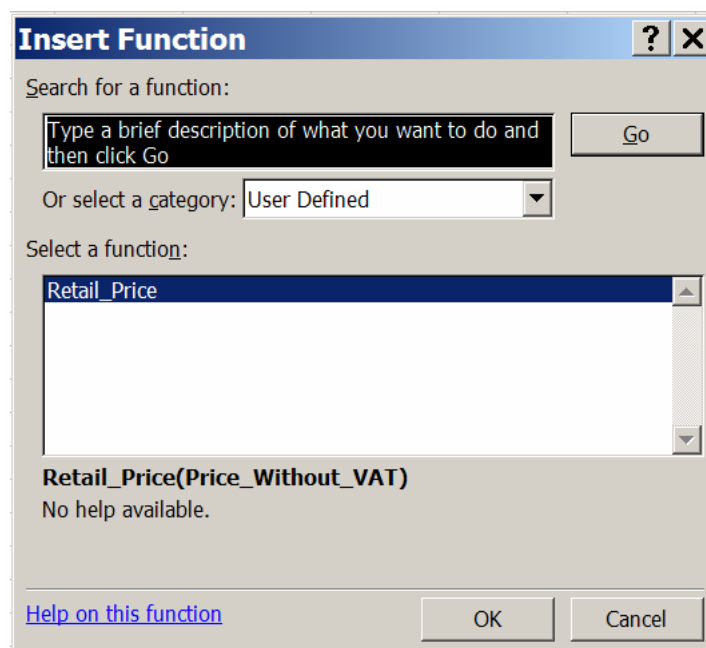 Insert Function
? X
Search for a function:
Type a brief description of what you want to do and
then click Go
Go
Or select a category: User Defined
Select a function:
Retail_Price
Retail_Price(Price_Without_VAT)
No help available.
Help on this function
OK
Cancel